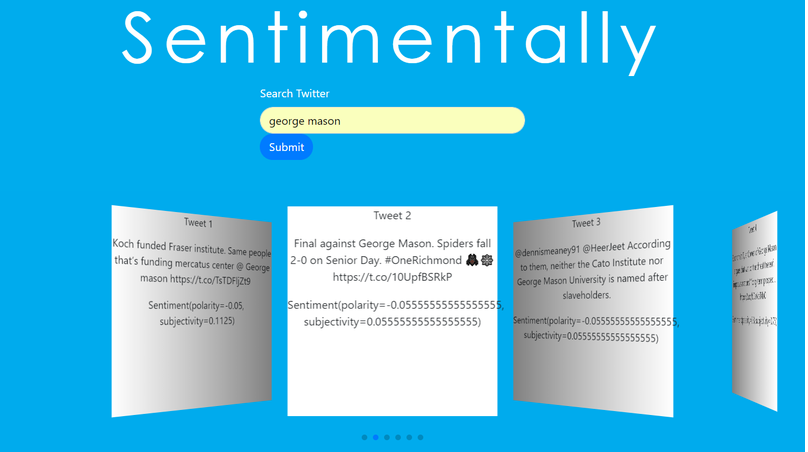 Sentimentally
Search Twitter
george mason
Submit
Tweet 1
Koch funded Fraser institute. Same people
that's funding mercatus center @ George
mason https://t.co/TsTDFIjZt9
Sentiment(polarity=-0.05,
subjectivity=0.1125)
Tweet 2
Final against George Mason. Spiders fall
2-0 on Senior Day. #OneRichmond 🕷🕸
https://t.co/10UpfBSRkP
Sentiment(polarity=-0.05555555555555555,
subjectivity=0.05555555555555555)
Tweet 3
@dennismeaney91 @HeerJeet According
to them, neither the Cato Institute nor
George Mason University is named after
slaveholders.
Sentiment(polarity=-0.05555555555555555,
subjectivity=0.05555555555555555)